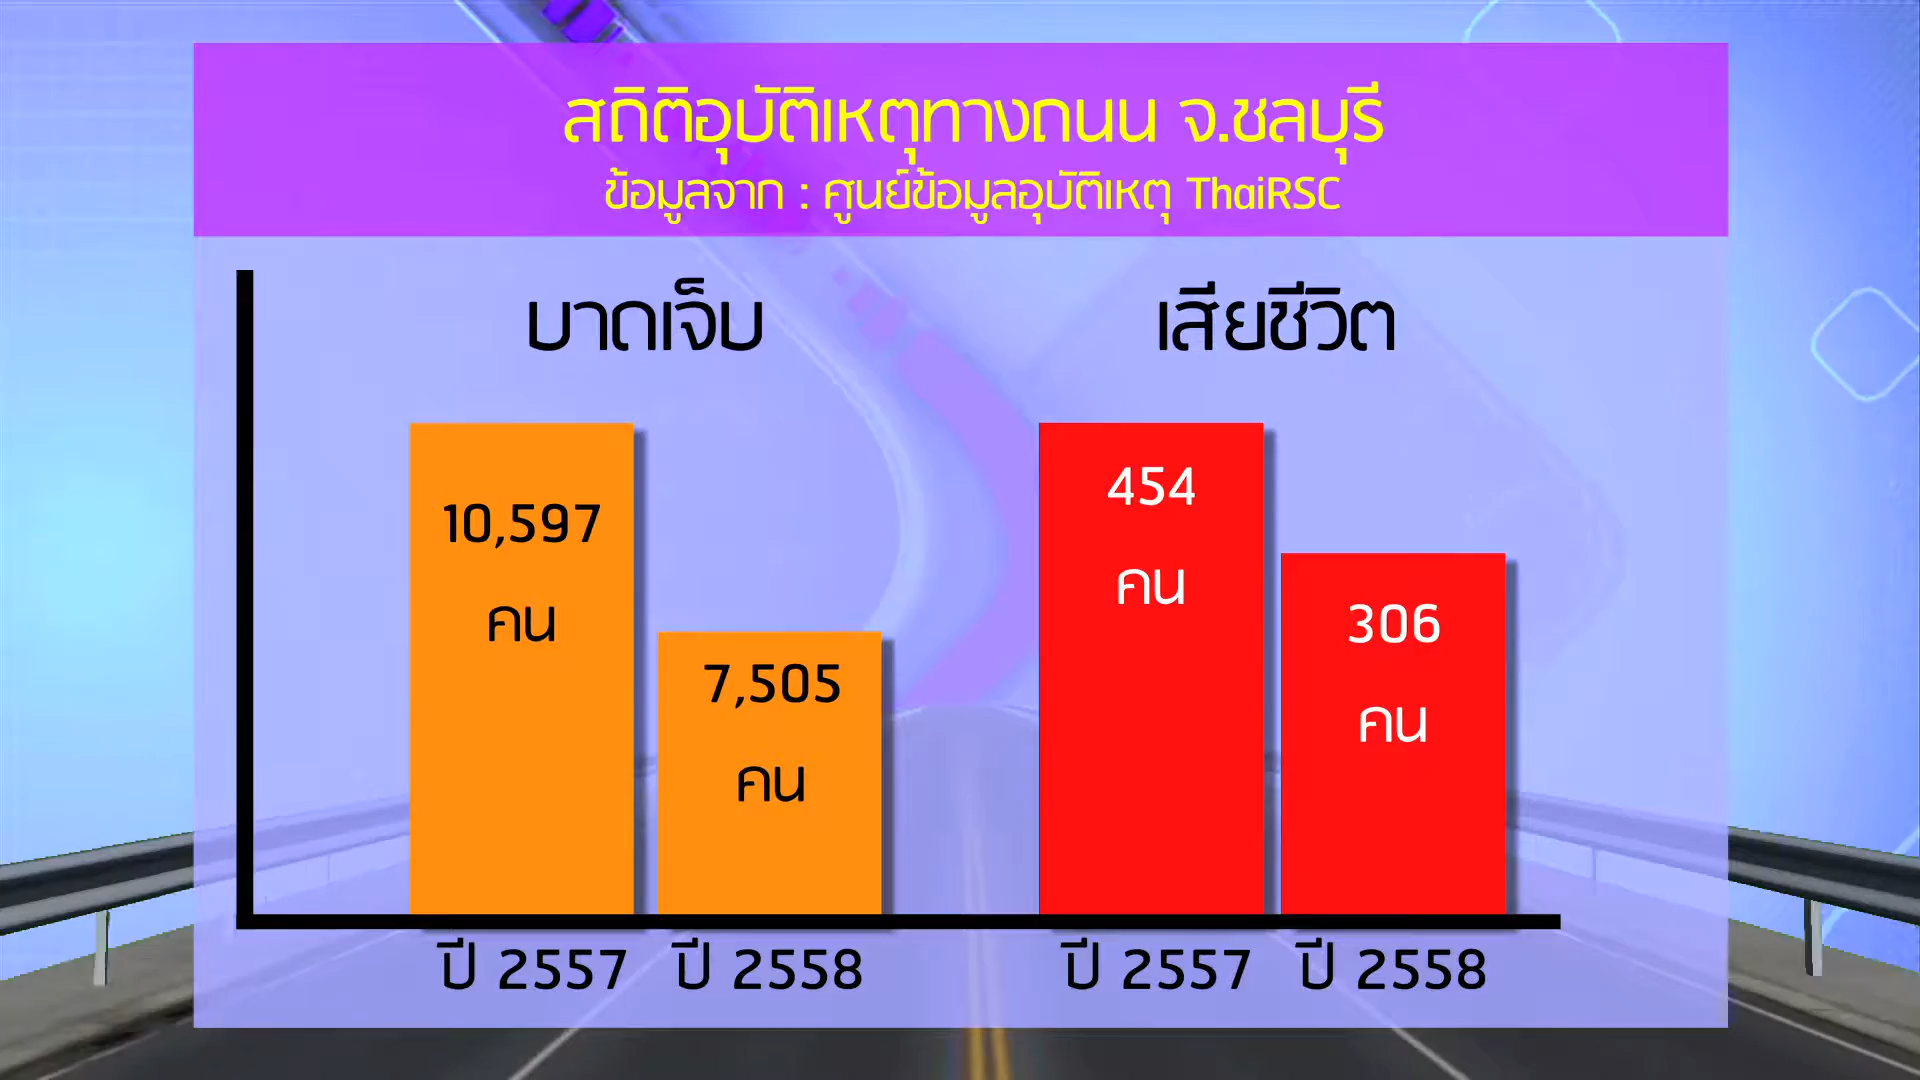 สถิติอุบัติเหตุทางถนน จ.ชลบุรี
ข้อมูลจาก : ศูนย์ข้อมูลอุบัติเหตุ ThaiRSC
บาดเจ็บ
เสียชีวิต
10,597
คน
7,505
คน
454
คน
306
คน
ปี 2557
ปี 2558
ปี 2557
ปี 2558